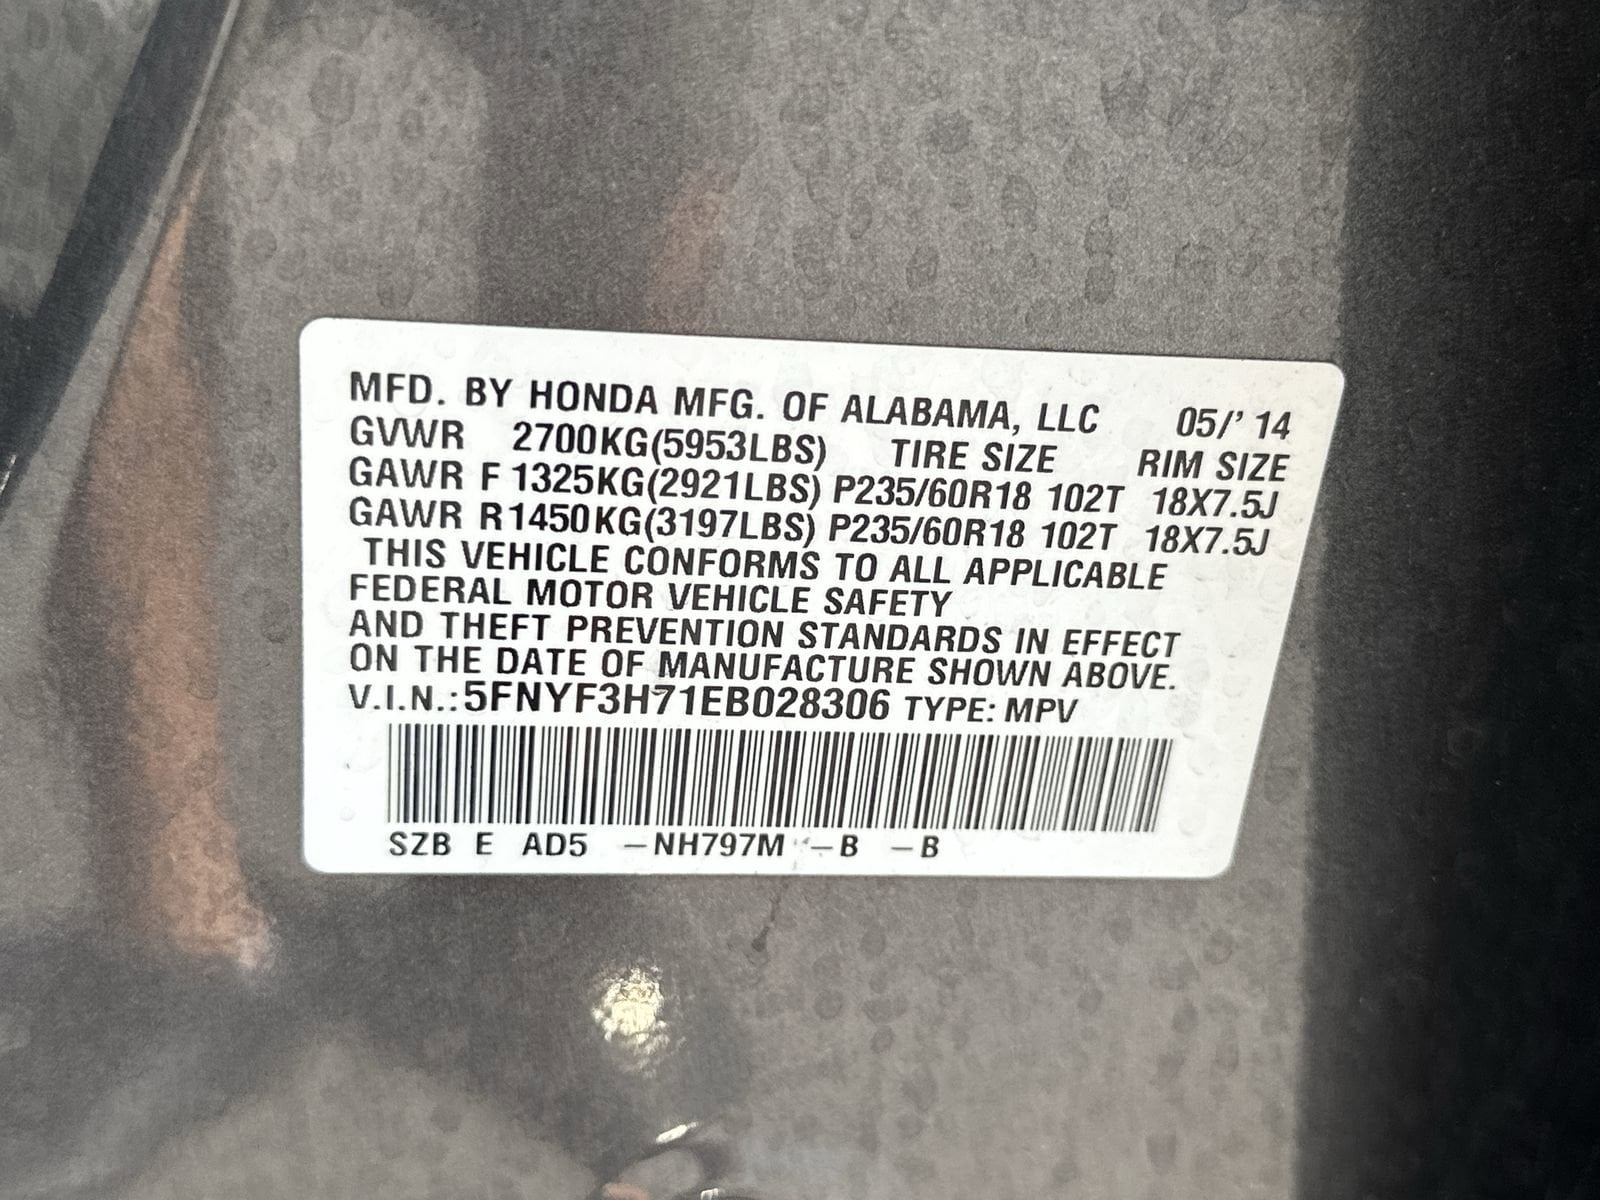 MFD. BY HONDA MFG. OF ALABAMA, LLC 05/' 14
GVWR 2700KG(5953LBS) TIRE SIZE RIM SIZE
GAWR F 1325KG(2921LBS) P235/60R18 102T 18X7.5J
GAWR R1450KG(3197LBS) P235/60R18 102T 18X7.5J
THIS VEHICLE CONFORMS TO ALL APPLICABLE
FEDERAL MOTOR VEHICLE SAFETY
AND THEFT PREVENTION STANDARDS IN EFFECT
ON THE DATE OF MANUFACTURE SHOWN ABOVE.
V.I.N.:5FNYF3H71EB028306 TYPE: MPV
SZB E AD5 –NH797M –B –B